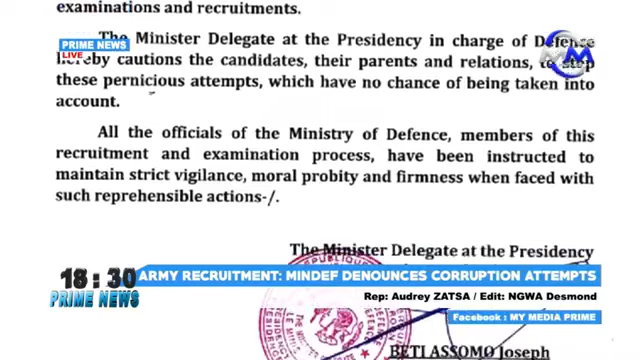 examinations and recruitments.
PRIME NEWS
LIVE
The Minister Delegate at the Presidency in charge of Defence
hereby cautions the candidates, their parents and relations, to stop
these pernicious attempts, which have no chance of being taken into
account.
All the officials of the Ministry of Defence, members of this
recruitment and examination process, have been instructed to
maintain strict vigilance, moral probity and firmness when faced with
such reprehensible actions-/.
The Minister Delegate at the Presidency
18:30
PRIME NEWS
ARMY RECRUITMENT: MINDEF DENOUNCES CORRUPTION ATTEMPTS
Rep: Audrey ZATSA / Edit: NGWA Desmond
Facebook : MY MEDIA PRIME
BETI ASSOMO Joseph